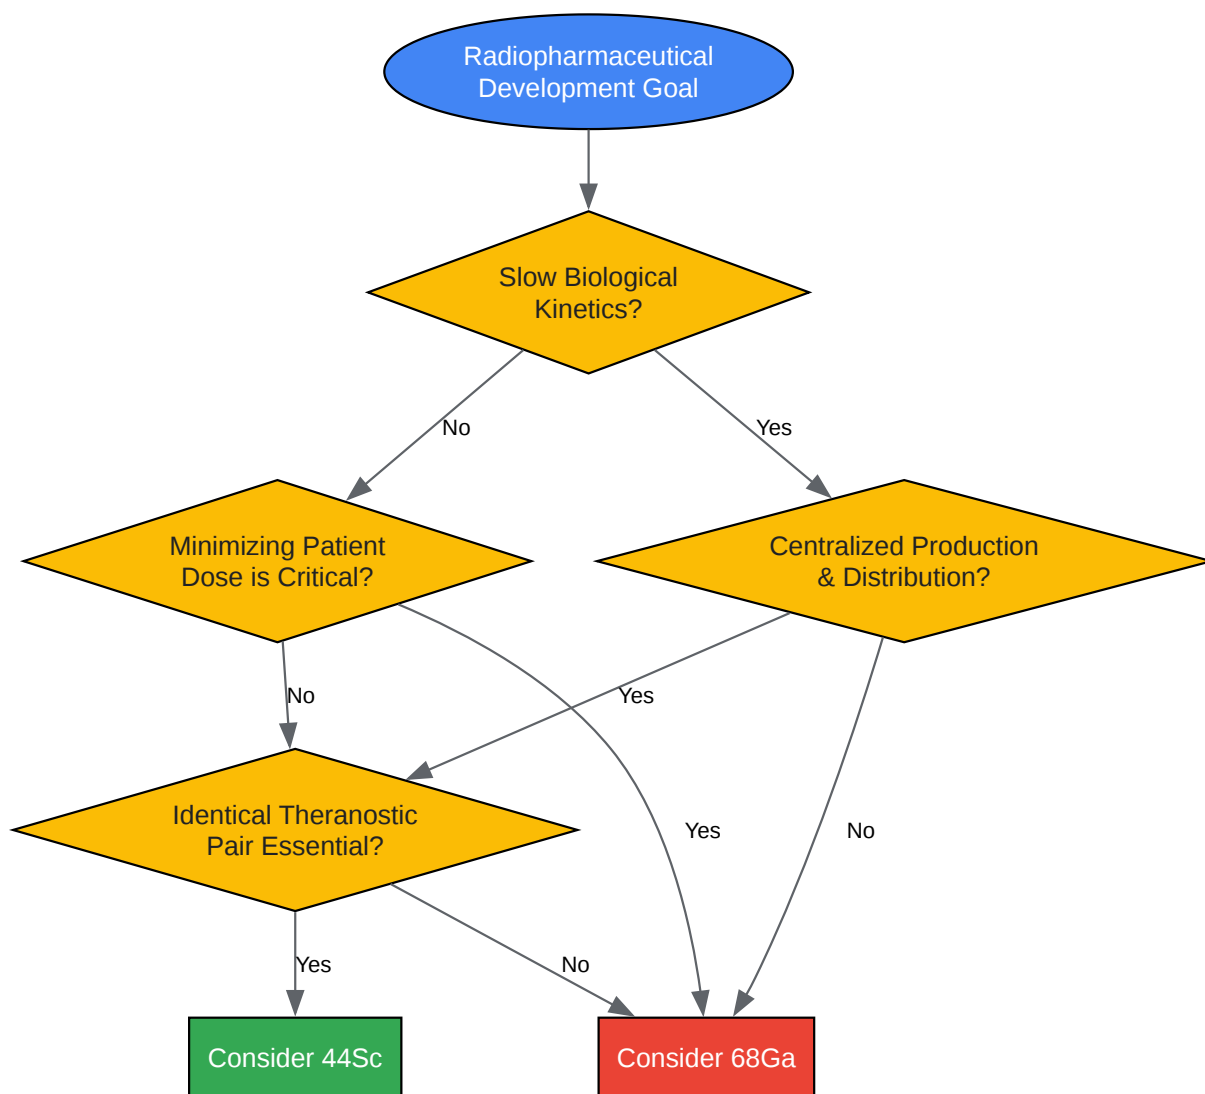 Radiopharmaceutical
Development Goal
Slow Biological
Kinetics?
No
Yes
Minimizing Patient
Dose is Critical?
Centralized Production
& Distribution?
No
Yes
Identical Theranostic
Pair Essential?
Yes
No
Yes
No
Consider 44Sc
Consider 68Ga